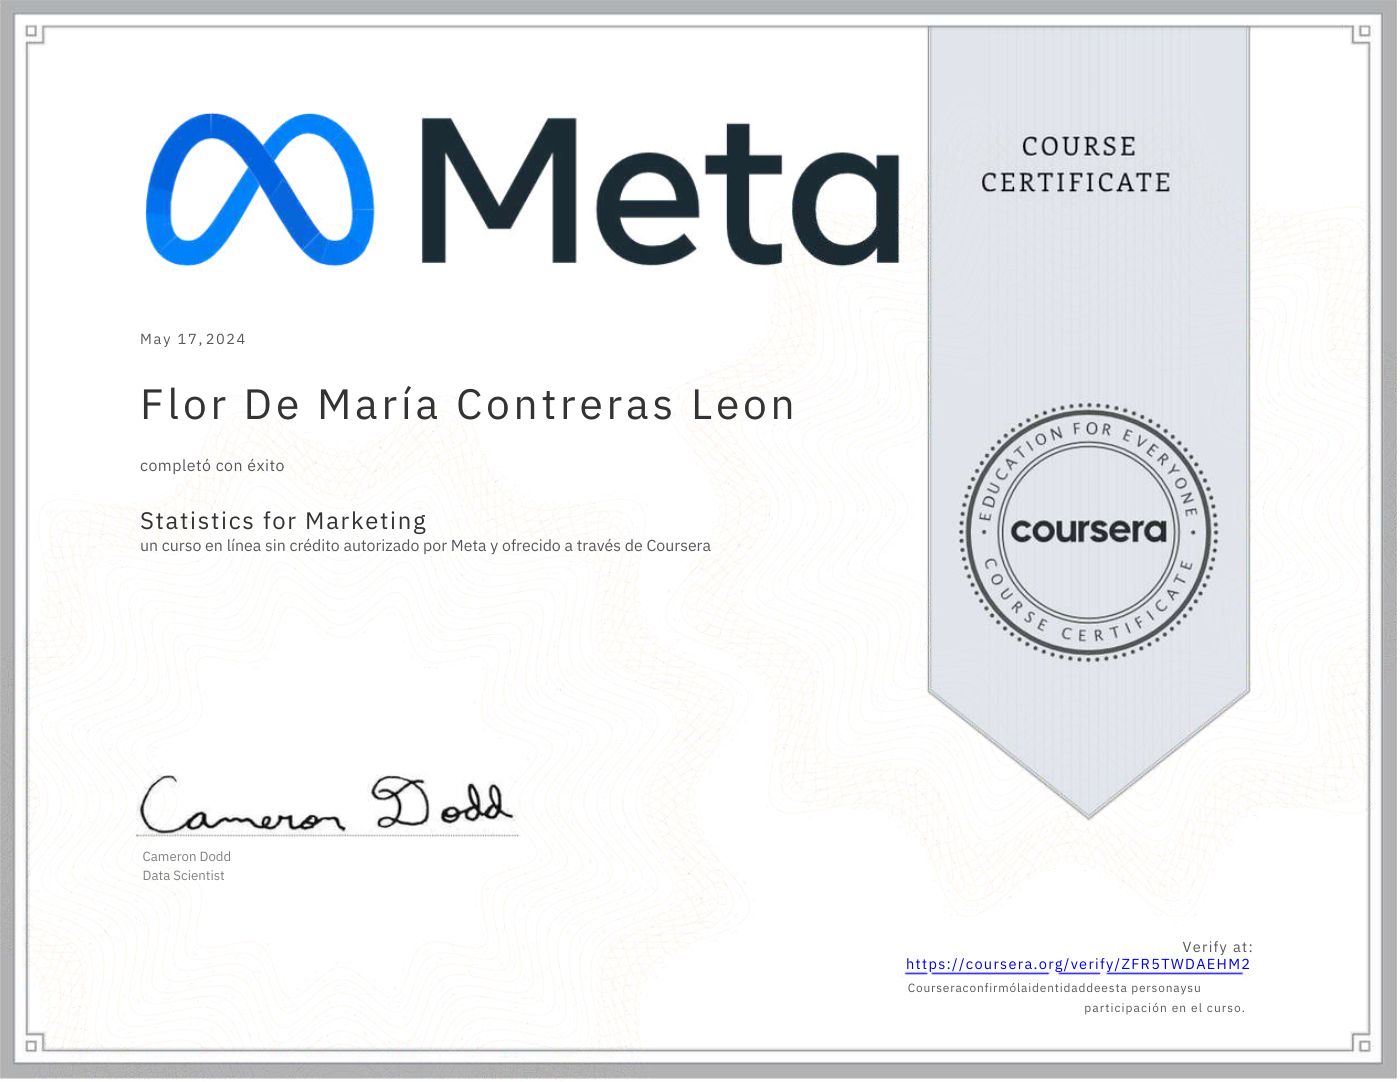 Meta
COURSE
CERTIFICATE
May 17, 2024
Flor De María Contreras Leon
completó con éxito
Statistics for Marketing
un curso en línea sin crédito autorizado por Meta y ofrecido a través de Coursera
EDUCATION FOR EVERYONE
coursera
COURSE CERTIFICATE
Cameron Dodd
Cameron Dodd
Data Scientist
Verify at:
https://coursera.org/verify/ZFR5TWDAEHM2
Courseraconfirmólaidentidaddeesta personaysu
participación en el curso.